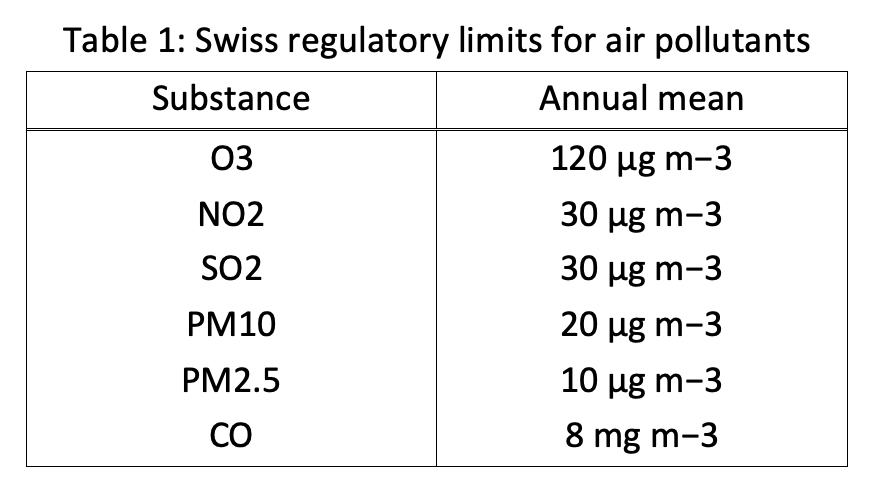 Table 1: Swiss regulatory limits for air pollutants
Substance Annual mean
O3 120 µg m−3
NO2 30 µg m−3
SO2 30 µg m−3
PM10 20 µg m−3
PM2.5 10 µg m−3
CO 8 mg m−3